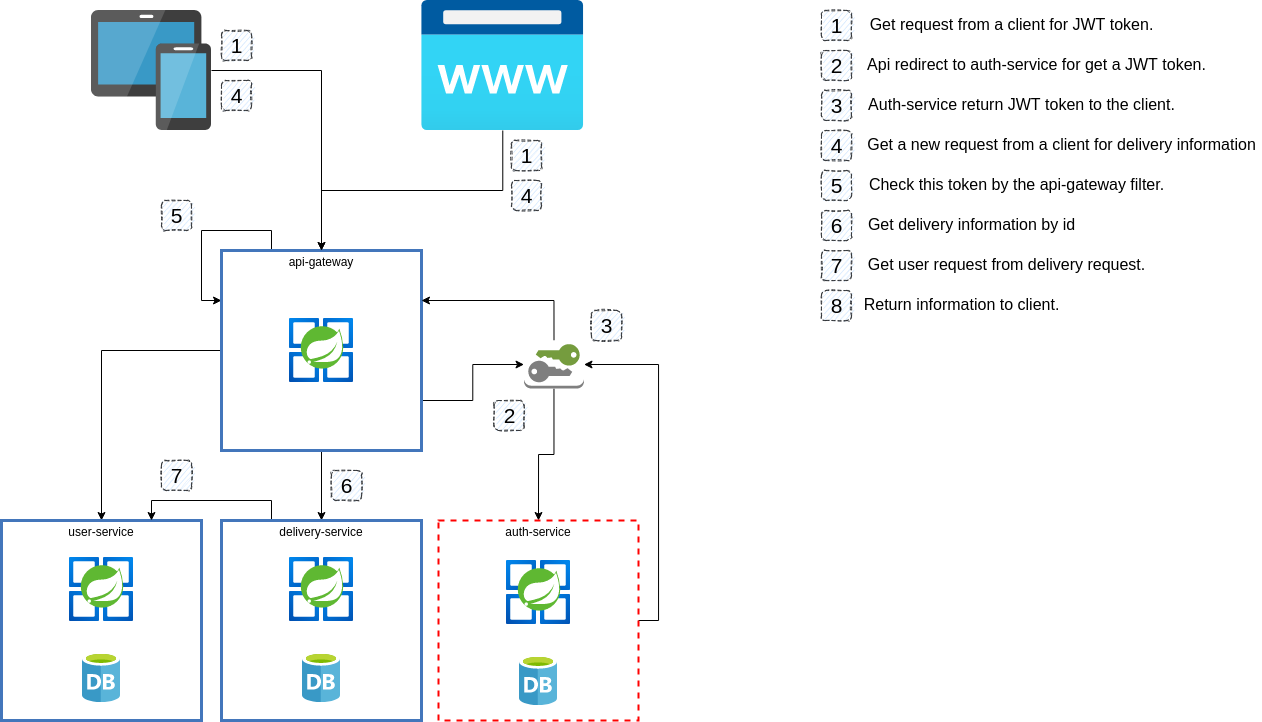 1
4
www
1
4
5
api-gateway
3
2
7
6
user-service
delivery-service
auth-service
DB
DB
DB
1 Get request from a client for JWT token.
2 Api redirect to auth-service for get a JWT token.
3 Auth-service return JWT token to the client.
4 Get a new request from a client for delivery information
5 Check this token by the api-gateway filter.
6 Get delivery information by id
7 Get user request from delivery request.
8 Return information to client.